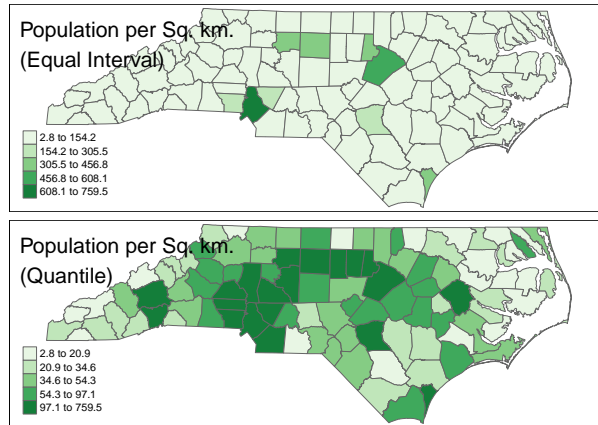 Population per Sq. km.
(Equal Interval)
2.8 to 154.2
154.2 to 305.5
305.5 to 456.8
456.8 to 608.1
608.1 to 759.5
Population per Sq. km.
(Quantile)
2.8 to 20.9
20.9 to 34.6
34.6 to 54.3
54.3 to 97.1
97.1 to 759.5